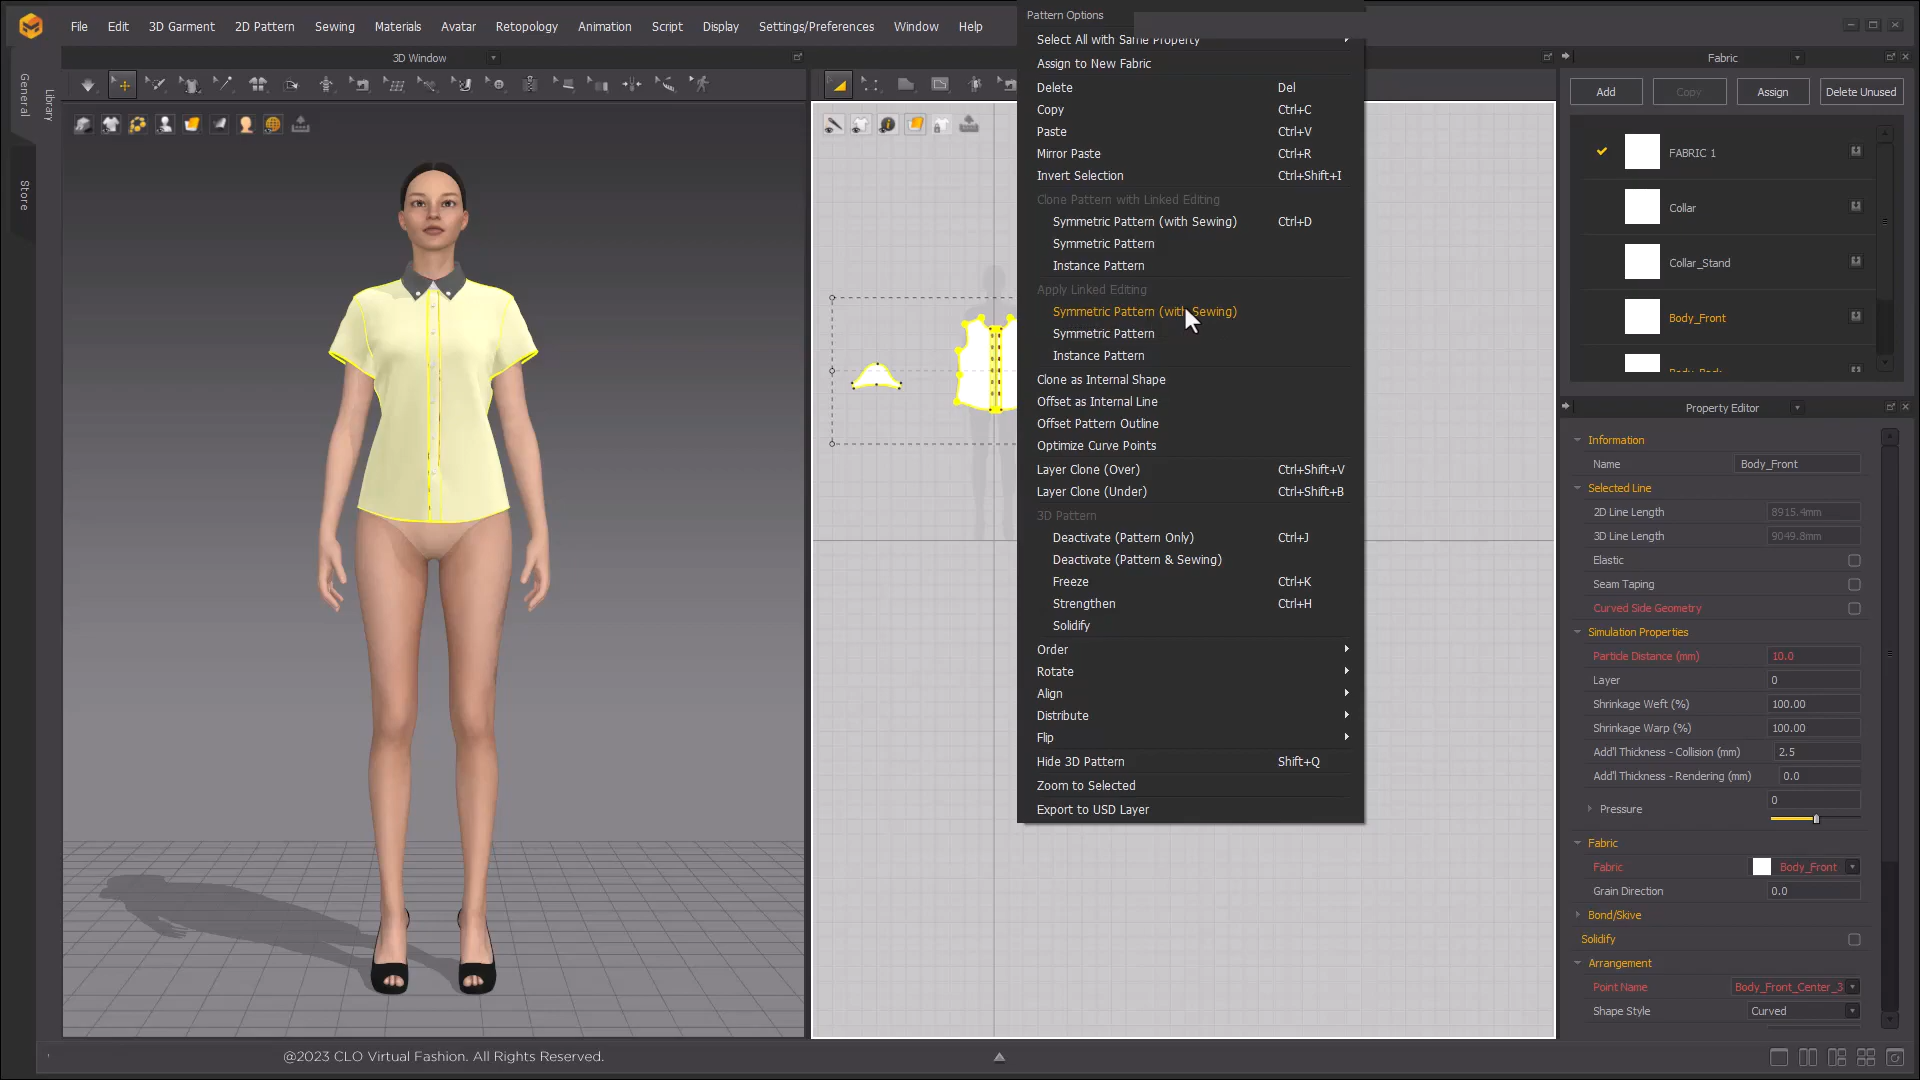 File Edit 3D Garment 2D Pattern Sewing Materials Avatar Retopology Animation Script Display Settings/Preferences Window Help
3D Window
General
Library
Store
Pattern Options
Select All with Same Property
Assign to New Fabric
Delete Del
Copy Ctrl+C
Paste Ctrl+V
Mirror Paste Ctrl+R
Invert Selection Ctrl+Shift+I
Clone Pattern with Linked Editing
Symmetric Pattern (with Sewing) Ctrl+D
Symmetric Pattern
Instance Pattern
Apply Linked Editing
Symmetric Pattern (with Sewing)
Symmetric Pattern
Instance Pattern
Clone as Internal Shape
Offset as Internal Line
Offset Pattern Outline
Optimize Curve Points
Layer Clone (Over) Ctrl+Shift+V
Layer Clone (Under) Ctrl+Shift+B
3D Pattern
Deactivate (Pattern Only) Ctrl+J
Deactivate (Pattern & Sewing)
Freeze Ctrl+K
Strengthen Ctrl+H
Solidify
Order
Rotate
Align
Distribute
Flip
Hide 3D Pattern Shift+Q
Zoom to Selected
Export to USD Layer
Fabric
Add Copy Assign Delete Unused
FABRIC 1
Collar
Collar_Stand
Body_Front
Property Editor
Information
Name Body_Front
Selected Line
2D Line Length 8915.4mm
3D Line Length 9049.8mm
Elastic
Seam Taping
Curved Side Geometry
Simulation Properties
Particle Distance (mm) 10.0
Layer 0
Shrinkage Weft (%) 100.00
Shrinkage Warp (%) 100.00
Add'l Thickness - Collision (mm) 2.5
Add'l Thickness - Rendering (mm) 0.0
Pressure 0
Fabric
Fabric Body_Front
Grain Direction 0.0
Bond/Skive
Solidify
Arrangement
Point Name Body_Front_Center_3
Shape Style Curved
@2023 CLO Virtual Fashion. All Rights Reserved.